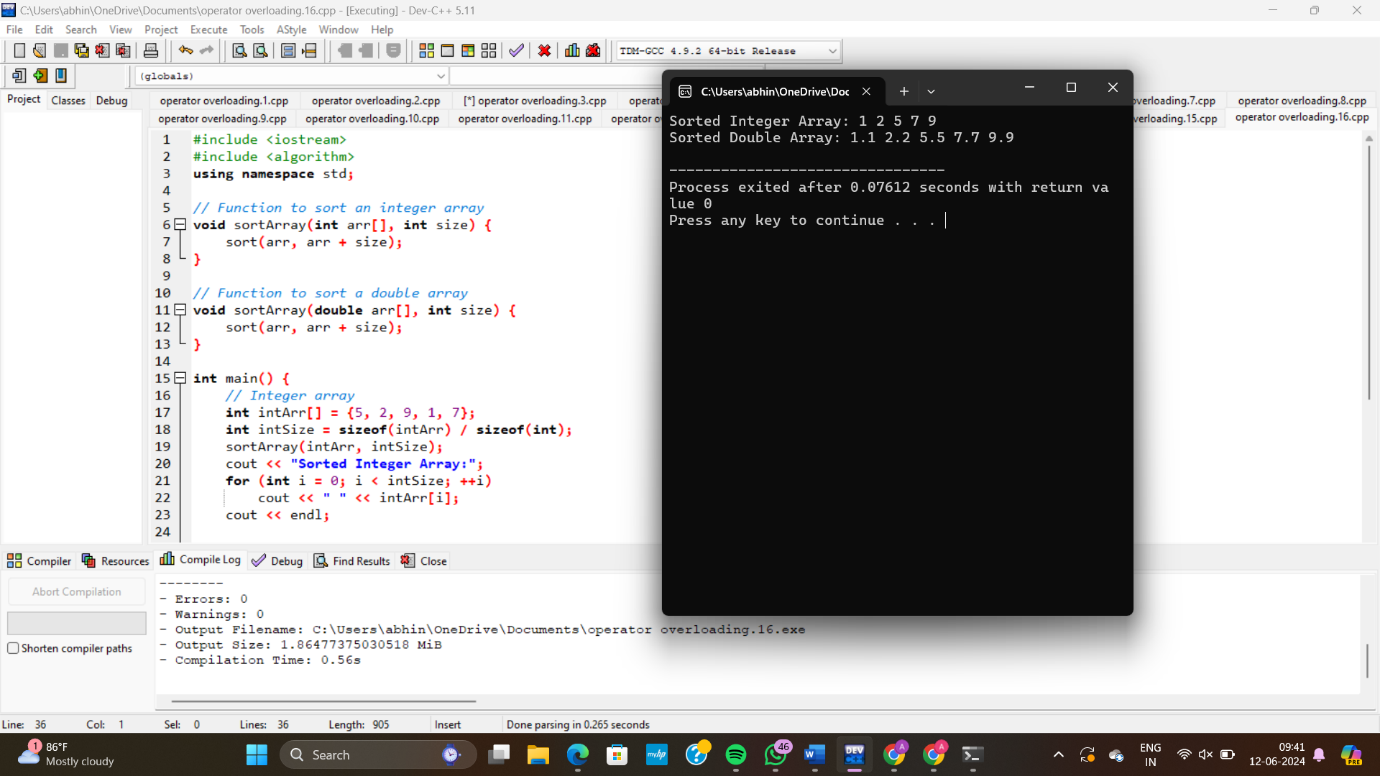 C:\Users\abhin\OneDrive\Documents\operator overloading.16.cpp - [Executing] - Dev-C++ 5.11
File Edit Search View Project Execute Tools AStyle Window Help
TDM-GCC 4.9.2 64-bit Release
(globals)
Project Classes Debug
operator overloading.1.cpp operator overloading.2.cpp [*] operator overloading.3.cpp operato verloading.7.cpp operator overloading.8.cpp
operator overloading.9.cpp operator overloading.10.cpp operator overloading.11.cpp operator o verloading.15.cpp operator overloading.16.cpp
1 #include <iostream>
2 #include <algorithm>
3 using namespace std;
4
5 // Function to sort an integer array
6 void sortArray(int arr[], int size) {
7 sort(arr, arr + size);
8 }
9
10 // Function to sort a double array
11 void sortArray(double arr[], int size) {
12 sort(arr, arr + size);
13 }
14
15 int main() {
16 // Integer array
17 int intArr[] = {5, 2, 9, 1, 7};
18 int intSize = sizeof(intArr) / sizeof(int);
19 sortArray(intArr, intSize);
20 cout << "Sorted Integer Array:";
21 for (int i = 0; i < intSize; ++i)
22 cout << " " << intArr[i];
23 cout << endl;
24
C:\Users\abhin\OneDrive\Doc
Sorted Integer Array: 1 2 5 7 9
Sorted Double Array: 1.1 2.2 5.5 7.7 9.9
--------------------------------
Process exited after 0.07612 seconds with return va
lue 0
Press any key to continue . . .
Compiler Resources Compile Log Debug Find Results Close
Abort Compilation
Shorten compiler paths
--------
- Errors: 0
- Warnings: 0
- Output Filename: C:\Users\abhin\OneDrive\Documents\operator overloading.16.exe
- Output Size: 1.86477375030518 MiB
- Compilation Time: 0.56s
Line: 36 Col: 1 Sel: 0 Lines: 36 Length: 905 Insert Done parsing in 0.265 seconds
1
86°F
Mostly cloudy
Search
myhp
46
W
DEV
A
A
ENG
IN
09:41
12-06-2024
PRE